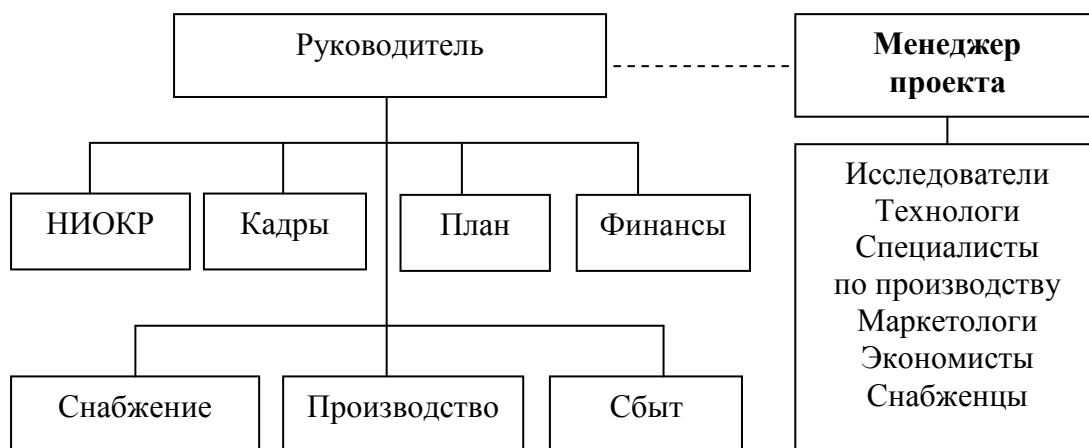 Руководитель
Менеджер
проекта
НИОКР
Кадры
План
Финансы
Исследователи
Технологи
Специалисты
по производству
Маркетологи
Экономисты
Снабженцы
Снабжение
Производство
Сбыт